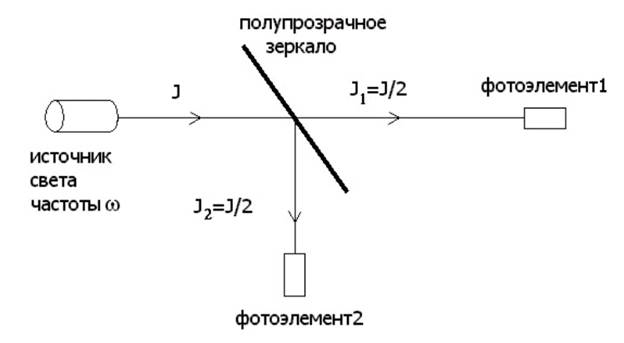 полупрозрачное
зеркало
J
J₁=J/2
фотоэлемент1
источник
света
частоты ω
J₂=J/2
фотоэлемент2